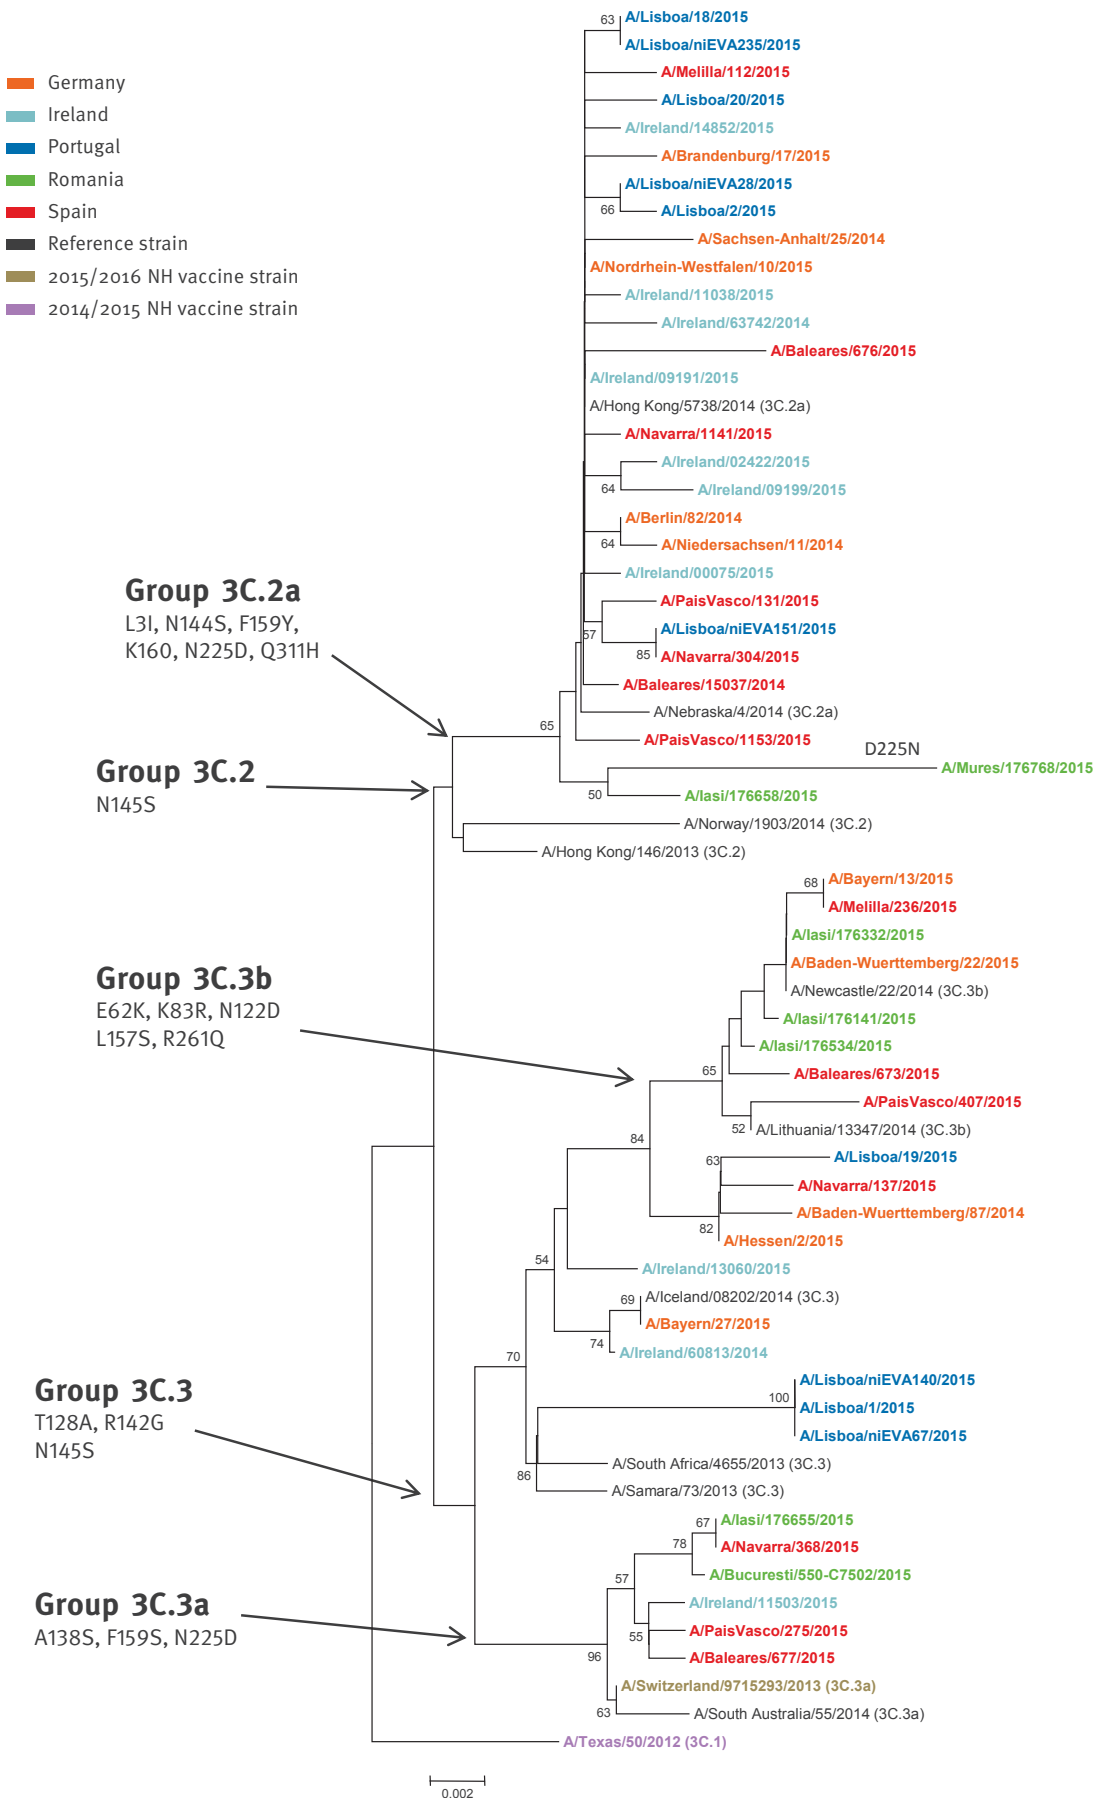 Germany
Ireland
Portugal
Romania
Spain
Reference strain
2015/2016 NH vaccine strain
2014/2015 NH vaccine strain
63
A/Lisboa/18/2015
A/Lisboa/niEVA235/2015
A/Melilla/112/2015
A/Lisboa/20/2015
A/Ireland/14852/2015
A/Brandenburg/17/2015
A/Lisboa/niEVA28/2015
66
A/Lisboa/2/2015
A/Sachsen-Anhalt/25/2014
A/Nordrhein-Westfalen/10/2015
A/Ireland/11038/2015
A/Ireland/63742/2014
A/Baleares/676/2015
A/Ireland/09191/2015
A/Hong Kong/5738/2014 (3C.2a)
A/Navarra/1141/2015
A/Ireland/02422/2015
64
A/Ireland/09199/2015
A/Berlin/82/2014
64
A/Niedersachsen/11/2014
A/Ireland/00075/2015
A/PaisVasco/131/2015
57
A/Lisboa/niEVA151/2015
85
A/Navarra/304/2015
A/Baleares/15037/2014
A/Nebraska/4/2014 (3C.2a)
65
A/PaisVasco/1153/2015
D225N
A/Mures/176768/2015
50
A/Iasi/176658/2015
A/Norway/1903/2014 (3C.2)
A/Hong Kong/146/2013 (3C.2)
Group 3C.2a
L3I, N144S, F159Y,
K160, N225D, Q311H
Group 3C.2
N145S
68
A/Bayern/13/2015
A/Melilla/236/2015
A/Iasi/176332/2015
A/Baden-Wuerttemberg/22/2015
A/Newcastle/22/2014 (3C.3b)
A/Iasi/176141/2015
A/Iasi/176534/2015
65
A/Baleares/673/2015
A/PaisVasco/407/2015
52
A/Lithuania/13347/2014 (3C.3b)
84
63
A/Lisboa/19/2015
A/Navarra/137/2015
A/Baden-Wuerttemberg/87/2014
82
A/Hessen/2/2015
Group 3C.3b
E62K, K83R, N122D
L157S, R261Q
54
A/Ireland/13060/2015
69
A/Iceland/08202/2014 (3C.3)
A/Bayern/27/2015
74
A/Ireland/60813/2014
70
A/Lisboa/niEVA140/2015
100
A/Lisboa/1/2015
A/Lisboa/niEVA67/2015
A/South Africa/4655/2013 (3C.3)
86
A/Samara/73/2013 (3C.3)
Group 3C.3
T128A, R142G
N145S
67
A/Iasi/176655/2015
78
A/Navarra/368/2015
A/Bucuresti/550-C7502/2015
57
A/Ireland/11503/2015
A/PaisVasco/275/2015
55
A/Baleares/677/2015
96
A/Switzerland/9715293/2013 (3C.3a)
63
A/South Australia/55/2014 (3C.3a)
Group 3C.3a
A138S, F159S, N225D
A/Texas/50/2012 (3C.1)
0.002